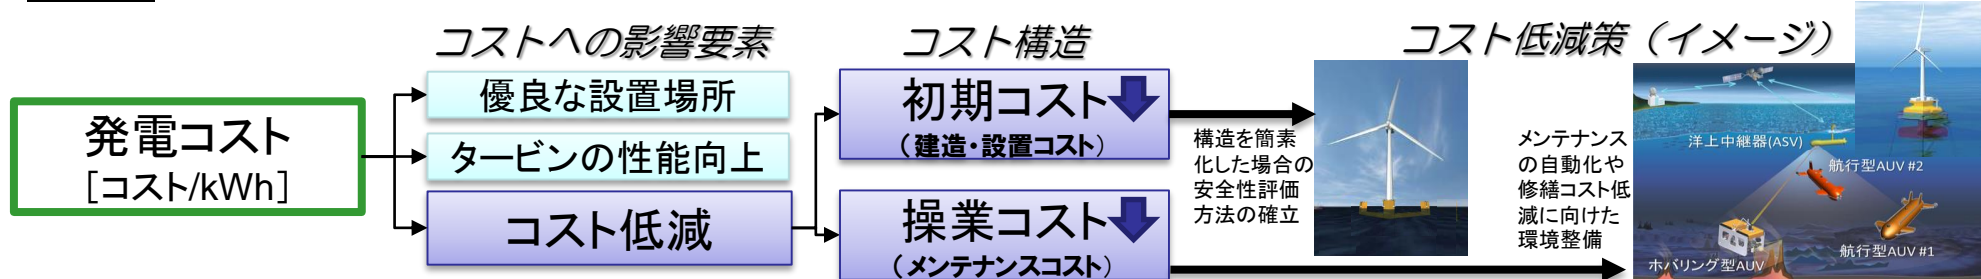 コストへの影響要素
コスト構造
コスト低減策（イメージ）
発電コスト
[コスト/kWh]
優良な設置場所
タービンの性能向上
コスト低減
初期コスト
（建造・設置コスト）
操業コスト
（メンテナンスコスト）
構造を簡素
化した場合の
安全性評価
方法の確立
メンテナンス
の自動化や
修繕コスト低
減に向けた
環境整備
洋上中継器(ASV)
航行型AUV #2
航行型AUV #1
ホバリング型AUV